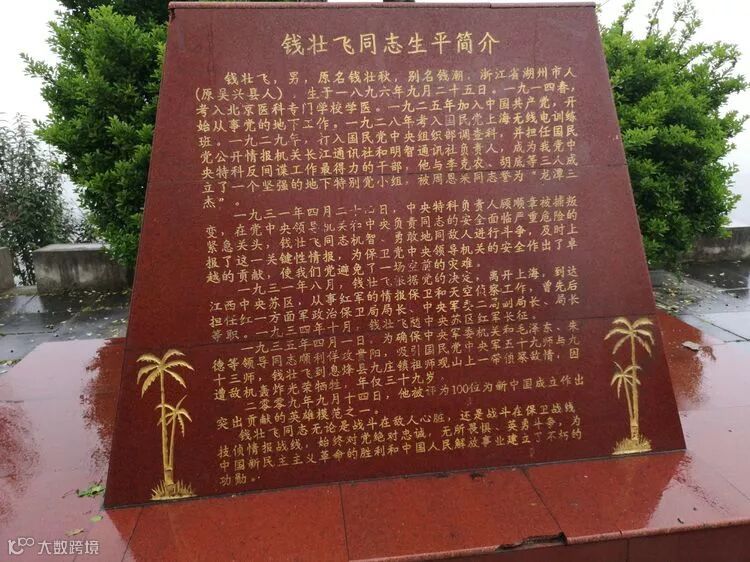 钱壮飞同志生平简介
钱壮飞，男，原名钱壮秋，别名钱潮，浙江省湖州市人
（原吴兴县人），生于一八九六年九月二十五日。一九一四春，
考入北京医科专门学校学医。一九二五年加入中国共产党，开
始从事党的地下工作，一九二八年考入国民党上海无线电训练
班。一九二九年，打入国民党中央组织部调查科，并担任国民
党公开情报机关长江通讯社和明智通讯社负责人，成为我党中
央特科反间谍工作最得力的干部，他与李克农、胡底等三人成
立了一个坚强的地下特别党小组，被周恩来同志誉为“龙潭三
杰”。
一九三一年四月二十 日，中央特科负责人顾顺章被捕叛
变，在党中央领导机关和中央负责同志的安全面临严重危险的
紧急关头，钱壮飞同志机智、勇敢地同敌人进行斗争，及时上
报了这一关键性情报，为保卫党中央领导机关的安全作出了卓
越的贡献，使我们党避免了一场空前的灾难。
一九三一年八月，钱壮飞根据党的决定，离开上海，到达
江西中央苏区，从事红军的情报保卫和天空侦察工作，曾先后
担任红一方面军政治保卫局局长、中央军委二局副局长、局长
等职。一九三四年十月，钱壮飞随中央苏区红军长征。
一九三五年四月一日，为确保中央军委机关和毛泽东、朱
德等领导同志顺利佯攻贵阳，吸引国民党中央军五十九师与九
十三师，钱壮飞到息烽县九庄镇祖师观山上一带侦察敌情，因
遭敌机轰炸光荣牺牲，年仅三十九岁。
二零零九年九月十四日，他被评为100位为新中国成立作出
突出贡献的英雄模范之一。
钱壮飞同志无论是战斗在敌人心脏，还是战斗在保卫战线
技侦情报战线，始终对党绝对忠诚，无所畏惧、英勇斗争，为
中国新民主主义革命的胜利和中国人民解放事业建立了不朽的
功勋。
大数跨境